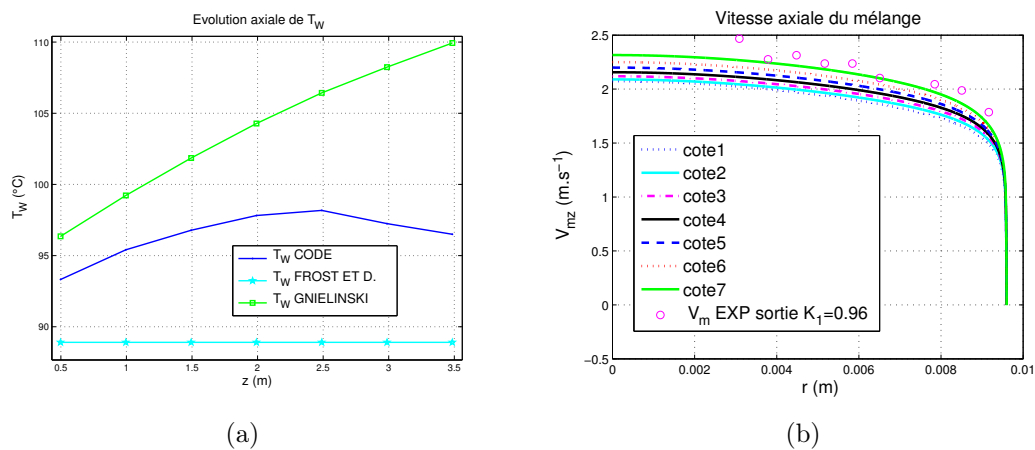 Evolution axiale de T_W
T_W (°C)
110
105
100
95
90
0.5 1 1.5 2 2.5 3 3.5
z (m)
T_W CODE
T_W FROST ET D.
T_W GNIELINSKI
(a)
Vitesse axiale du mélange
V_mz (m.s⁻¹)
2.5
2
1.5
1
0.5
0
−0.5
0 0.002 0.004 0.006 0.008 0.01
r (m)
cote1
cote2
cote3
cote4
cote5
cote6
cote7
V_m EXP sortie K_1=0.96
(b)